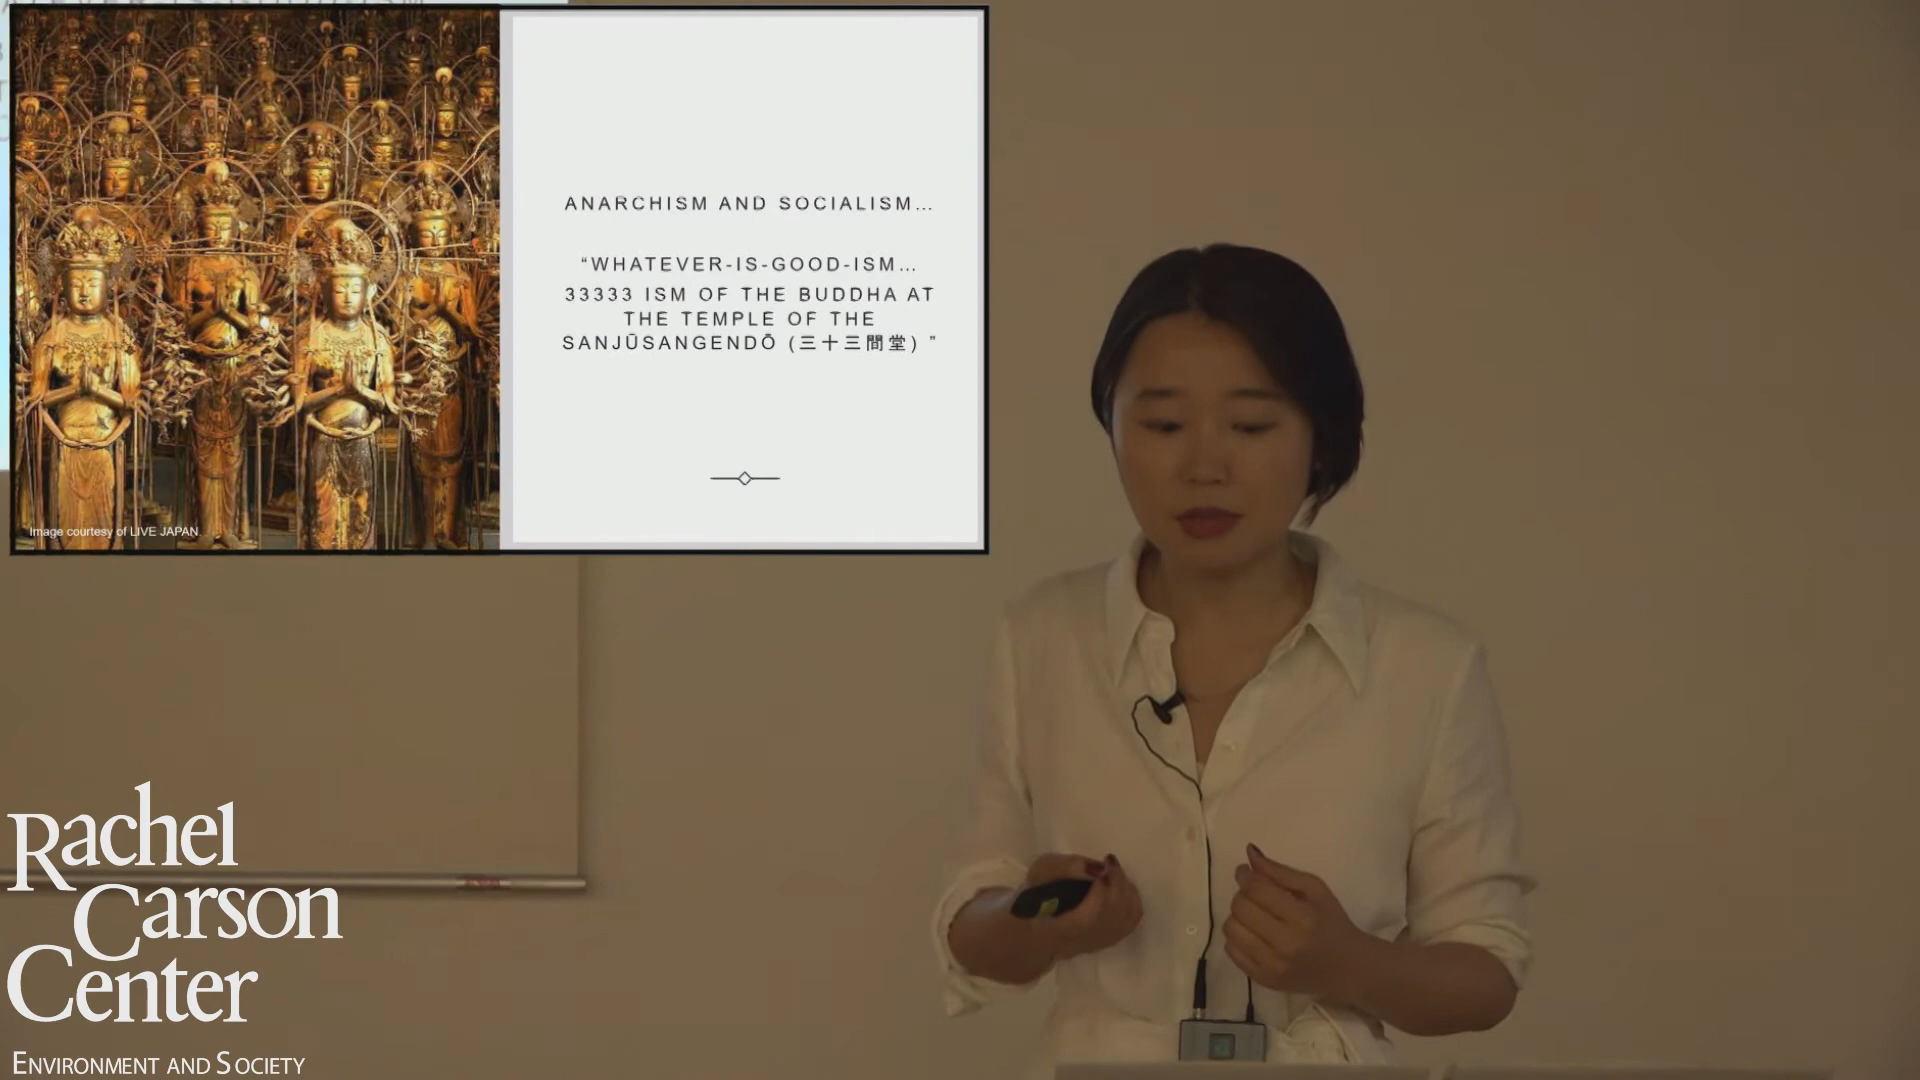 ANARCHISM AND SOCIALISM...
“WHATEVER-IS-GOOD-ISM...
33333 ISM OF THE BUDDHA AT
THE TEMPLE OF THE
SANJŪSANGENDŌ (三十三間堂) ”
Image courtesy of LIVE JAPAN.
Rachel
Carson
Center
ENVIRONMENT AND SOCIETY